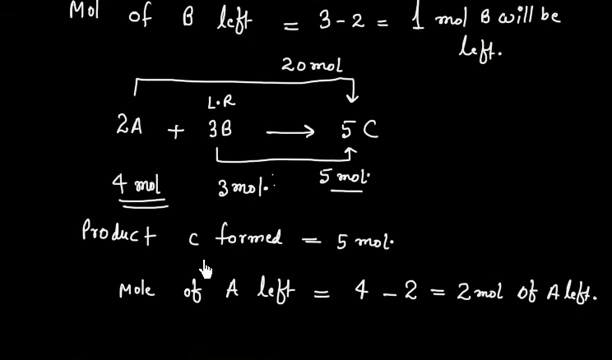 Mol of B left = 3 - 2 = 1 mol B will be
left.
20 mol
L.R
2A + 3B → 5C
4 mol 3 mol. 5 mol.
Product C formed = 5 mol.
Mole of A left = 4 - 2 = 2 mol of A left.